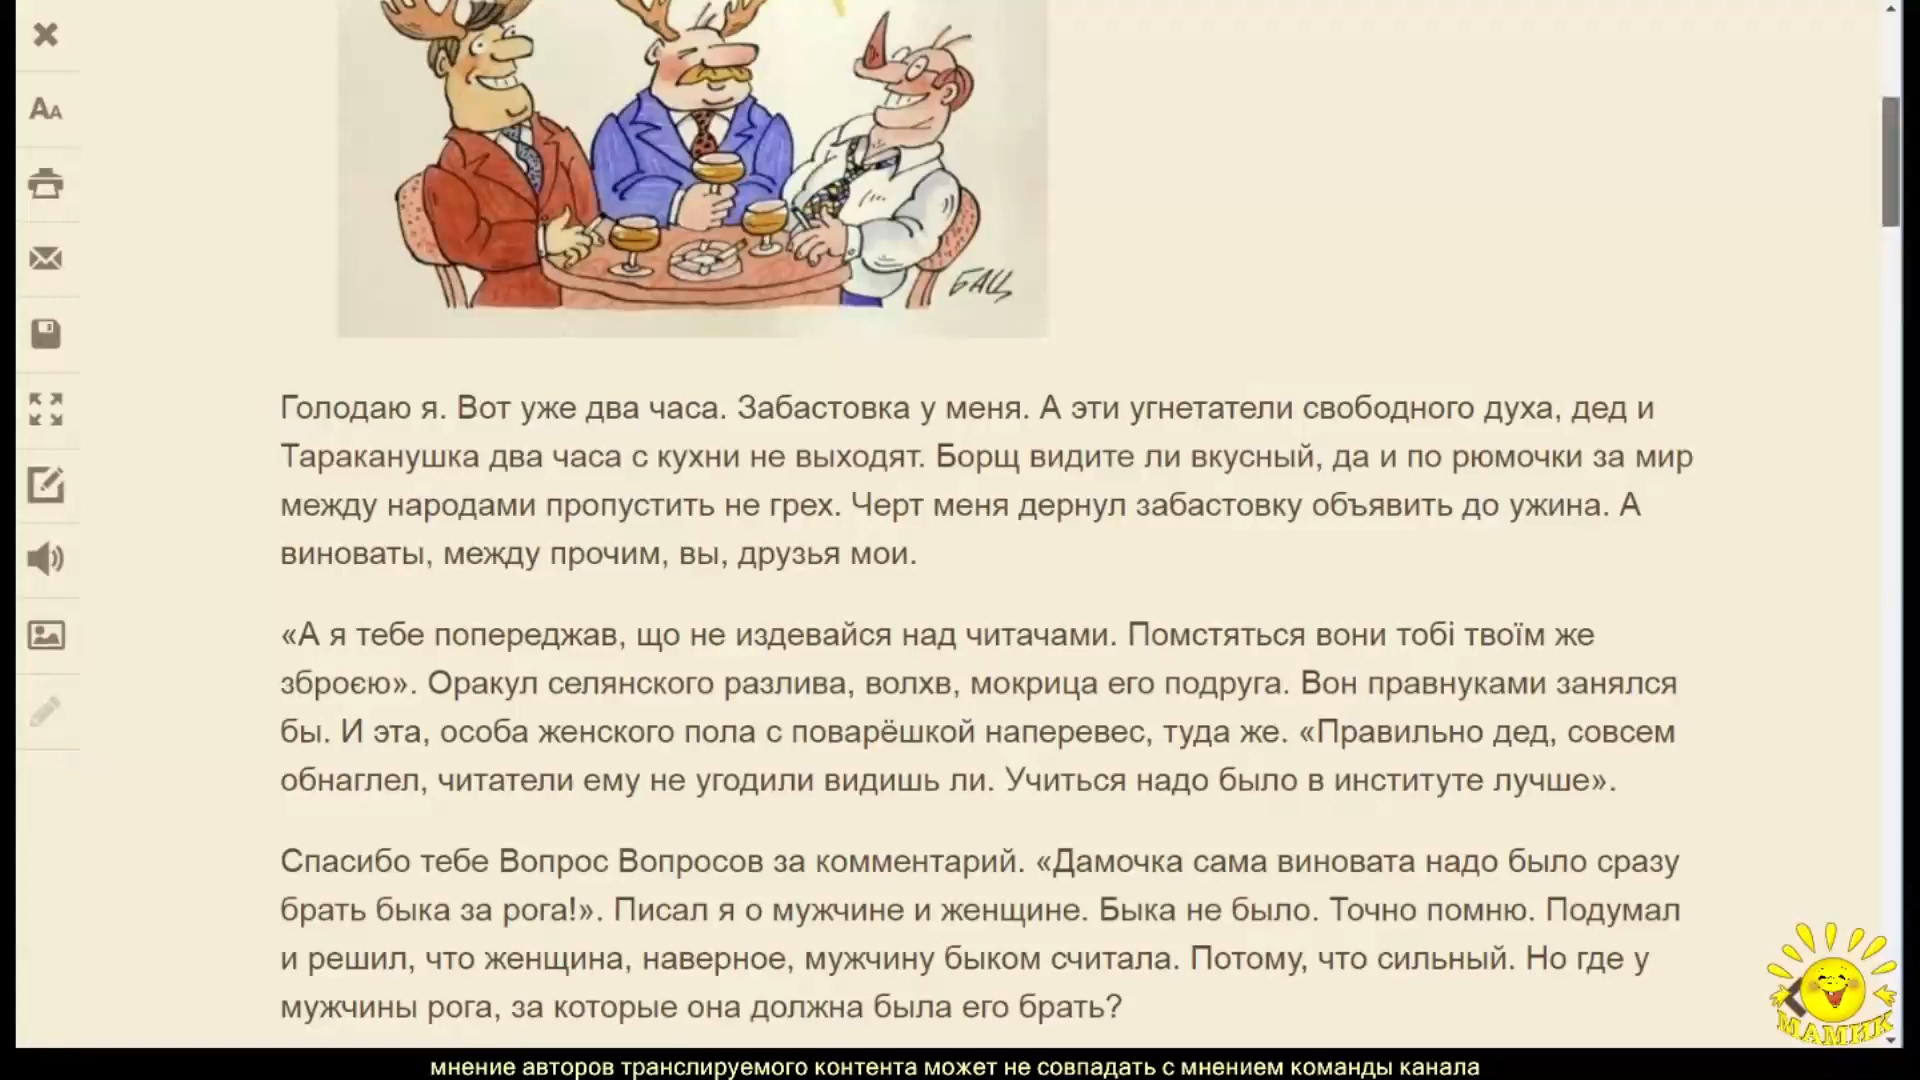 AA
БАЦ
Голодаю я. Вот уже два часа. Забастовка у меня. А эти угнетатели свободного духа, дед и
Тараканушка два часа с кухни не выходят. Борщ видите ли вкусный, да и по рюмочки за мир
между народами пропустить не грех. Черт меня дернул забастовку объявить до ужина. А
виноваты, между прочим, вы, друзья мои.
«А я тебе попереджав, що не издевайся над читачами. Помстяться вони тобі твоїм же
зброєю». Оракул селянского разлива, волхв, мокрица его подруга. Вон правнуками занялся
бы. И эта, особа женского пола с поварёшкой наперевес, туда же. «Правильно дед, совсем
обнаглел, читатели ему не угодили видишь ли. Учиться надо было в институте лучше».
Спасибо тебе Вопрос Вопросов за комментарий. «Дамочка сама виновата надо было сразу
брать быка за рога!». Писал я о мужчине и женщине. Быка не было. Точно помню. Подумал
и решил, что женщина, наверное, мужчину быком считала. Потому, что сильный. Но где у
мужчины рога, за которые она должна была его брать?
МАМИК
мнение авторов транслируемого контента может не совпадать с мнением команды канала